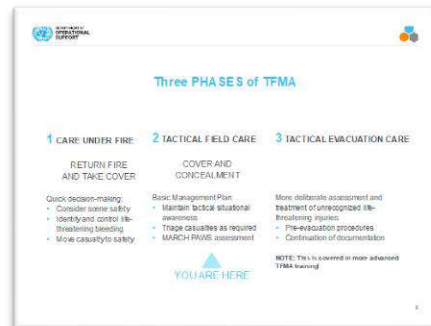 DEPARTMENT OF
OPERATIONAL
SUPPORT
Three PHASES of TFMA
1 CARE UNDER FIRE
RETURN FIRE
AND TAKE COVER
Quick decision-making:
• Consider scene safety
• Identify and control life-
threatening bleeding
• Move casualty to safety
2 TACTICAL FIELD CARE
COVER AND
CONCEALMENT
Basic Management Plan:
• Maintain tactical situational
awareness
• Triage casualties as required
• MARCH PAWS assessment
YOU ARE HERE
3 TACTICAL EVACUATION CARE
More deliberate assessment and
treatment of unrecognized life-
threatening injuries:
• Pre-evacuation procedures
• Continuation of documentation
NOTE: This is covered in more advanced
TFMA training!